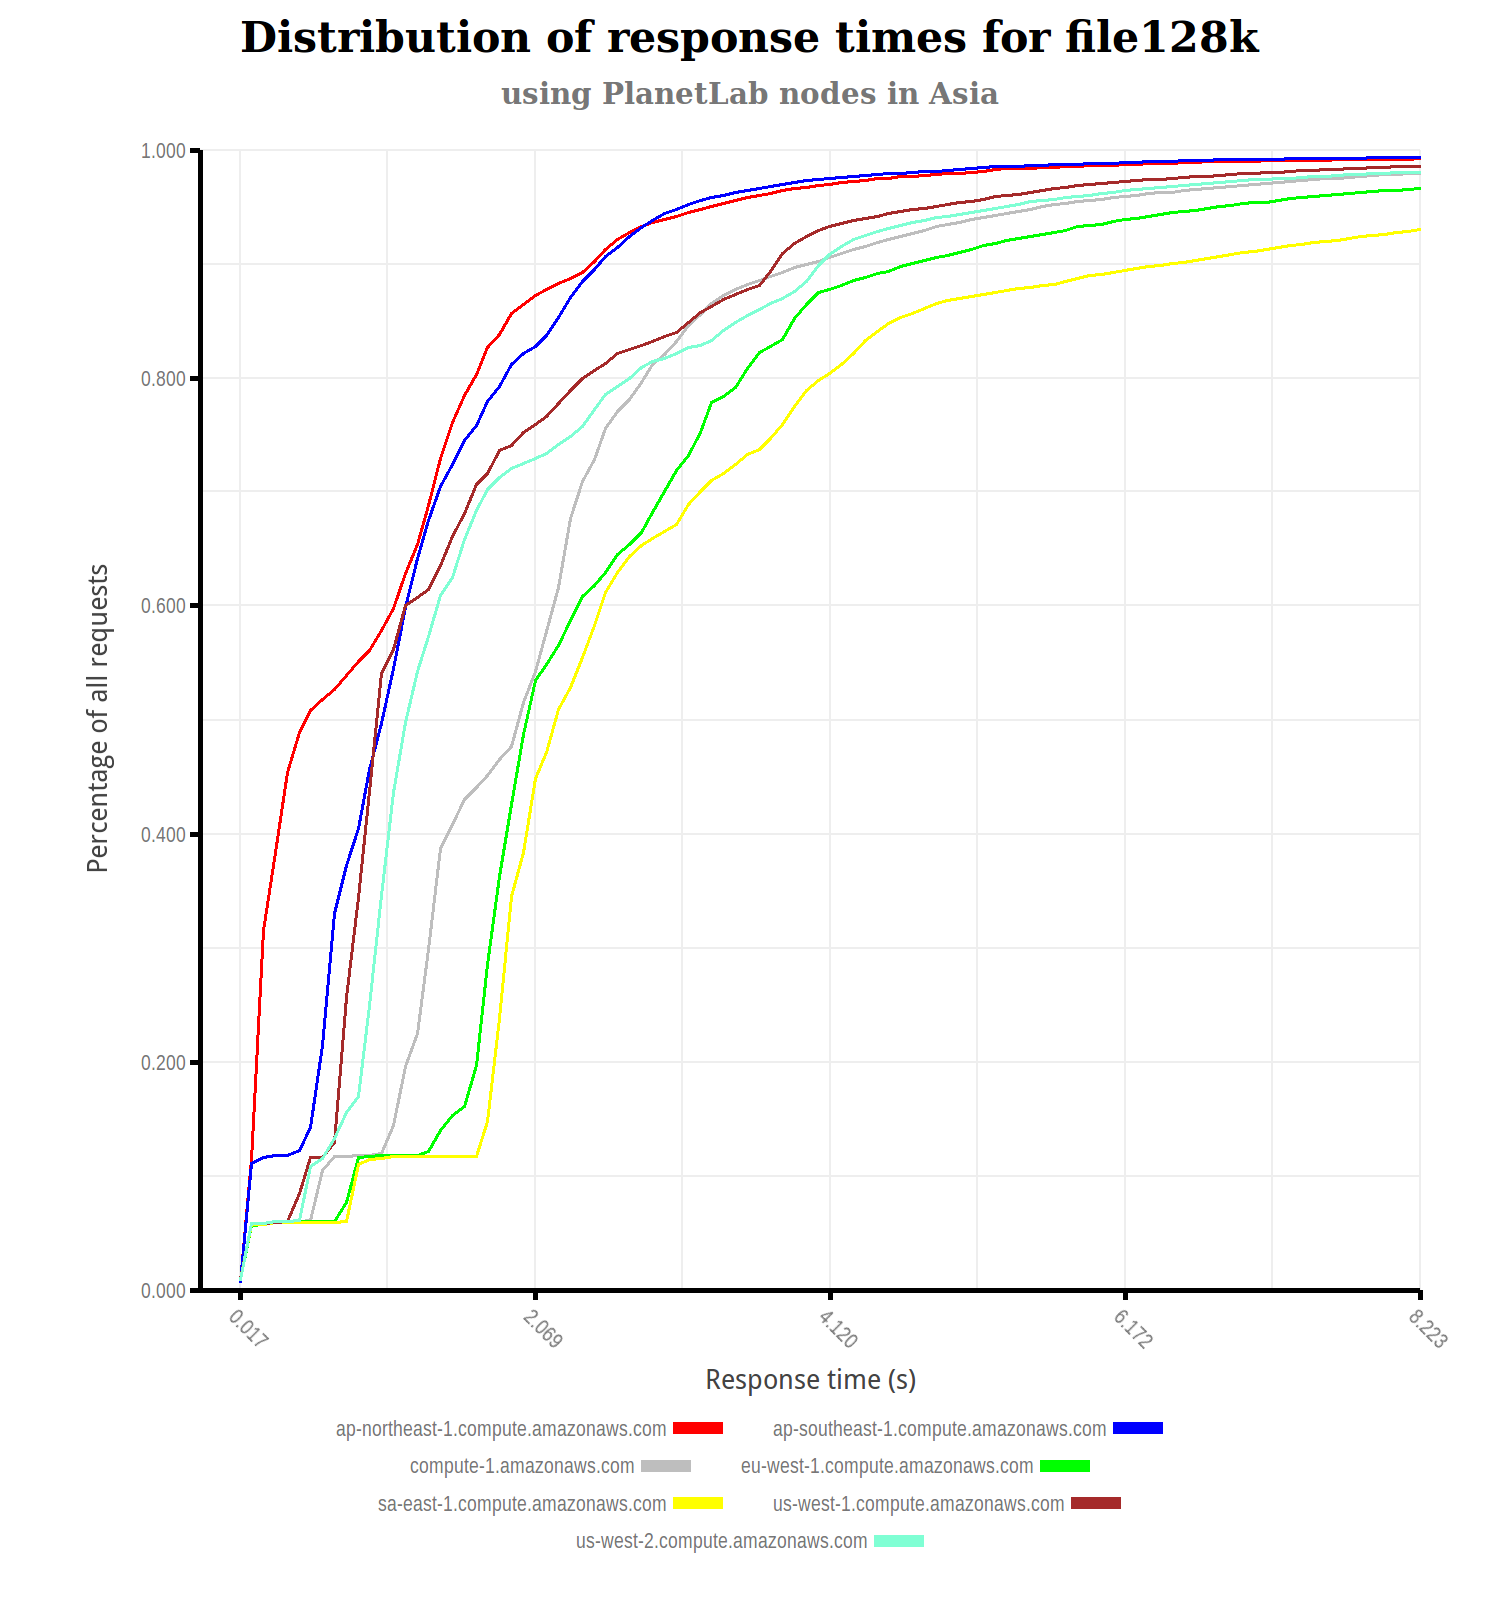 Distribution of response times for file128k
using PlanetLab nodes in Asia
Percentage of all requests
1.000
0.800
0.600
0.400
0.200
0.000
0.017
2.069
4.120
6.172
8.223
Response time (s)
ap-northeast-1.compute.amazonaws.com
ap-southeast-1.compute.amazonaws.com
compute-1.amazonaws.com
eu-west-1.compute.amazonaws.com
sa-east-1.compute.amazonaws.com
us-west-1.compute.amazonaws.com
us-west-2.compute.amazonaws.com